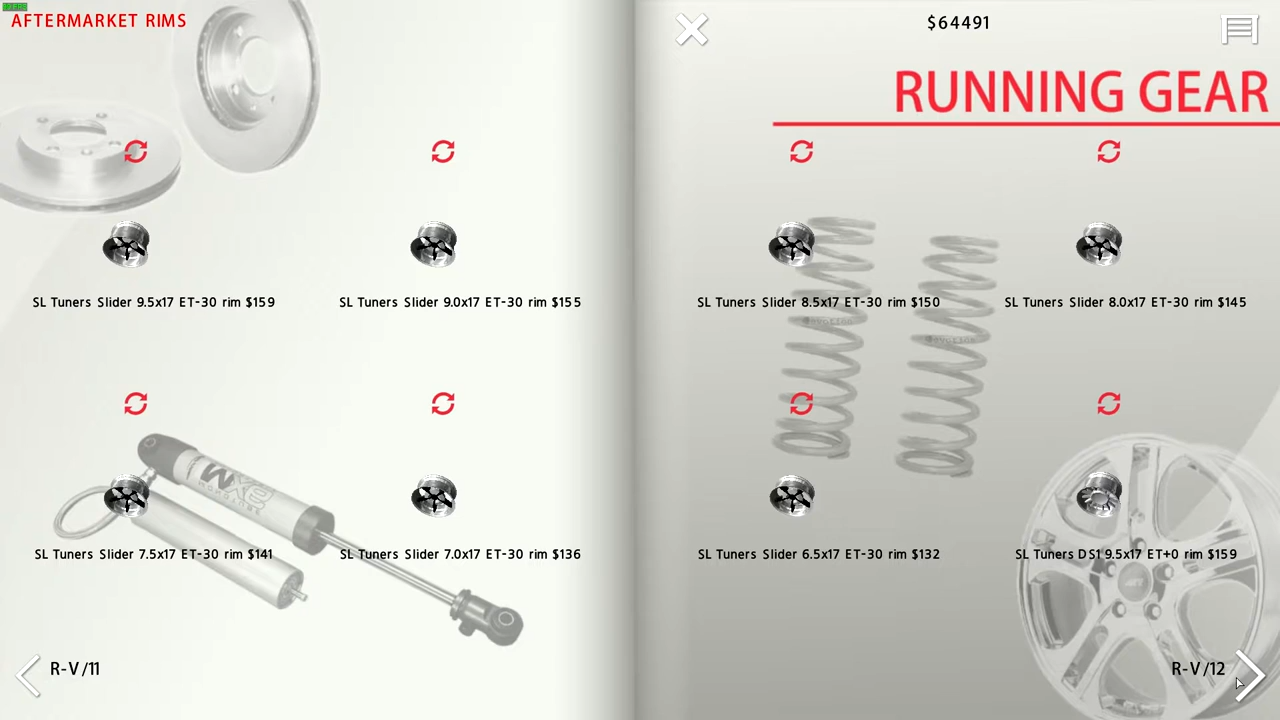 AFTERMARKET RIMS
$64491
RUNNING GEAR
SL Tuners Slider 9.5x17 ET-30 rim $159
SL Tuners Slider 9.0x17 ET-30 rim $155
SL Tuners Slider 8.5x17 ET-30 rim $150
SL Tuners Slider 8.0x17 ET-30 rim $145
SL Tuners Slider 7.5x17 ET-30 rim $141
SL Tuners Slider 7.0x17 ET-30 rim $136
SL Tuners Slider 6.5x17 ET-30 rim $132
SL Tuners DS1 9.5x17 ET+0 rim $159
R-V/11
R-V/12